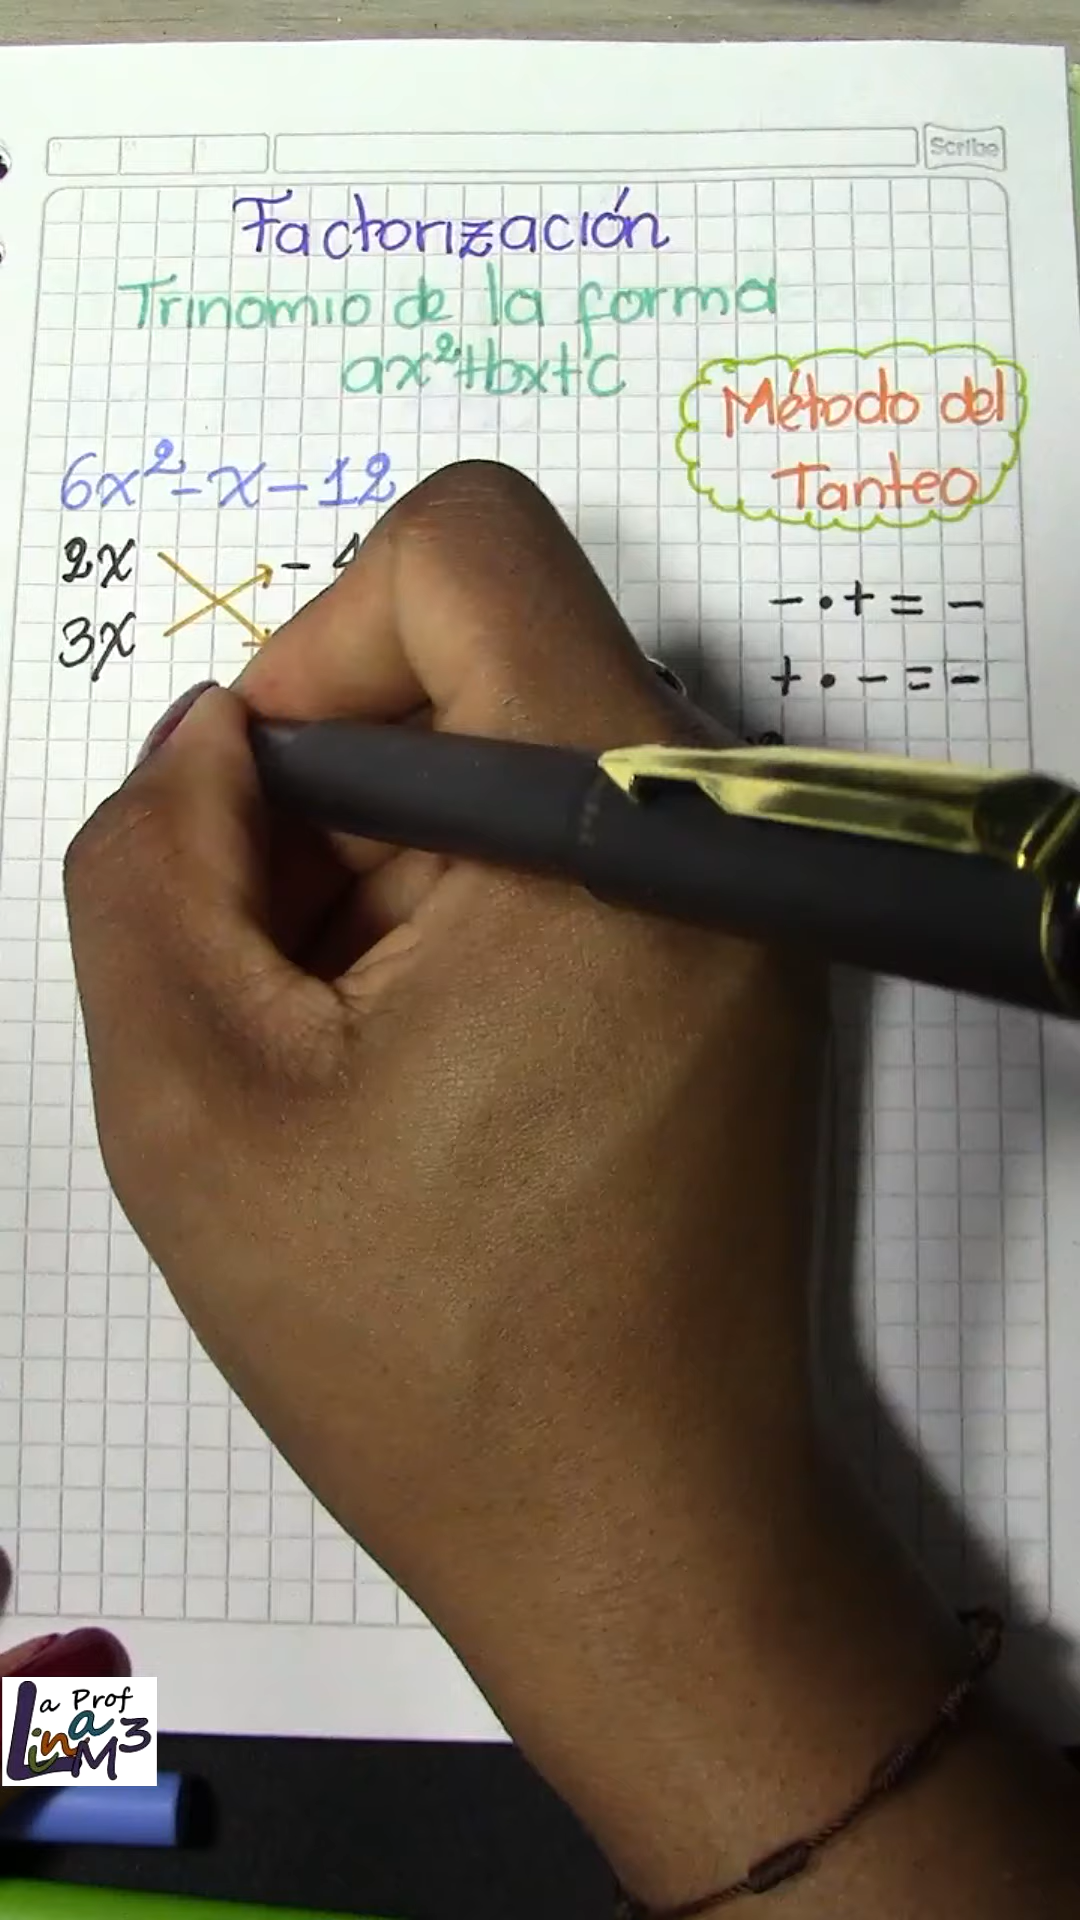 Scribe
Factorización
Trinomio de la forma
ax²+bx+c
Método del
Tanteo
6x²-x-12
2x - 4
3x
- • + = -
+ • - = -
La Prof
Lina M3